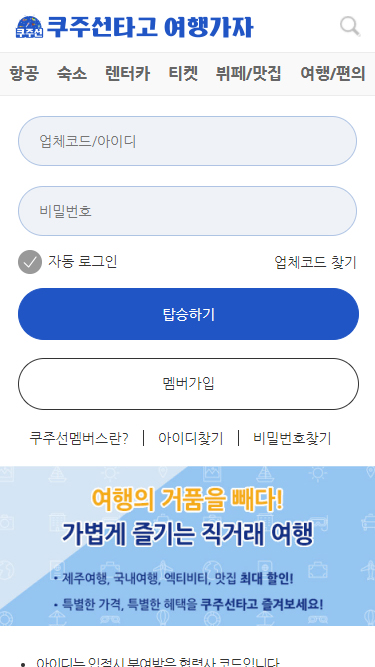 쿠주선 쿠주선타고 여행가자
항공 숙소 렌터카 티켓 뷔페/맛집 여행/편의
업체코드/아이디
비밀번호
자동 로그인 업체코드 찾기
탑승하기
멤버가입
쿠주선멤버스란? 아이디찾기 비밀번호찾기
여행의 거품을 빼다!
가볍게 즐기는 직거래 여행
• 제주여행, 국내여행, 엑티비티, 맛집 최대 할인!
• 특별한 가격, 특별한 혜택을 쿠주선타고 즐겨보세요!
• 아이디는 입점시 부여받은 협력사 코드입니다